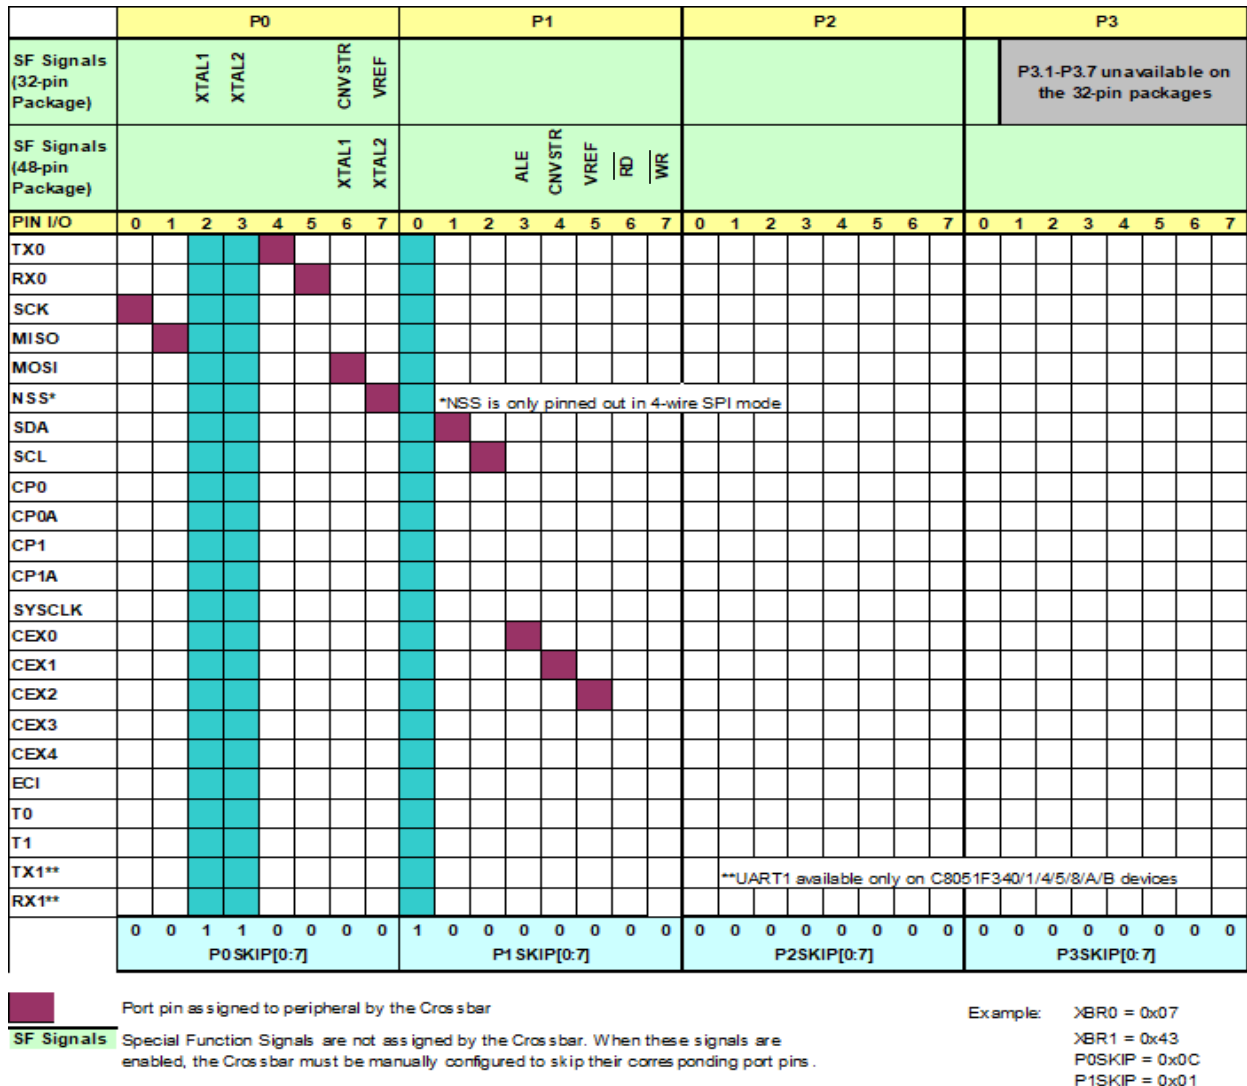 P0 P1 P2 P3
SF Signals
(32-pin
Package)
XTAL1 XTAL2 CNVSTR VREF
P3.1-P3.7 unavailable on
the 32-pin packages
SF Signals
(48-pin
Package)
XTAL1 XTAL2 ALE CNVSTR VREF RD WR
PIN I/O 0 1 2 3 4 5 6 7 0 1 2 3 4 5 6 7 0 1 2 3 4 5 6 7 0 1 2 3 4 5 6 7
TX0
RX0
SCK
MISO
MOSI
NSS* *NSS is only pinned out in 4-wire SPI mode
SDA
SCL
CP0
CP0A
CP1
CP1A
SYSCLK
CEX0
CEX1
CEX2
CEX3
CEX4
ECI
T0
T1
TX1** **UART1 available only on C8051F340/1/4/5/8/A/B devices
RX1**
0 0 1 1 0 0 0 0 1 0 0 0 0 0 0 0 0 0 0 0 0 0 0 0 0 0 0 0 0 0 0 0
P0SKIP[0:7] P1SKIP[0:7] P2SKIP[0:7] P3SKIP[0:7]
Port pin assigned to peripheral by the Crossbar
SF Signals Special Function Signals are not assigned by the Crossbar. When these signals are
enabled, the Crossbar must be manually configured to skip their corresponding port pins.
Example: XBR0 = 0x07
XBR1 = 0x43
P0SKIP = 0x0C
P1SKIP = 0x01